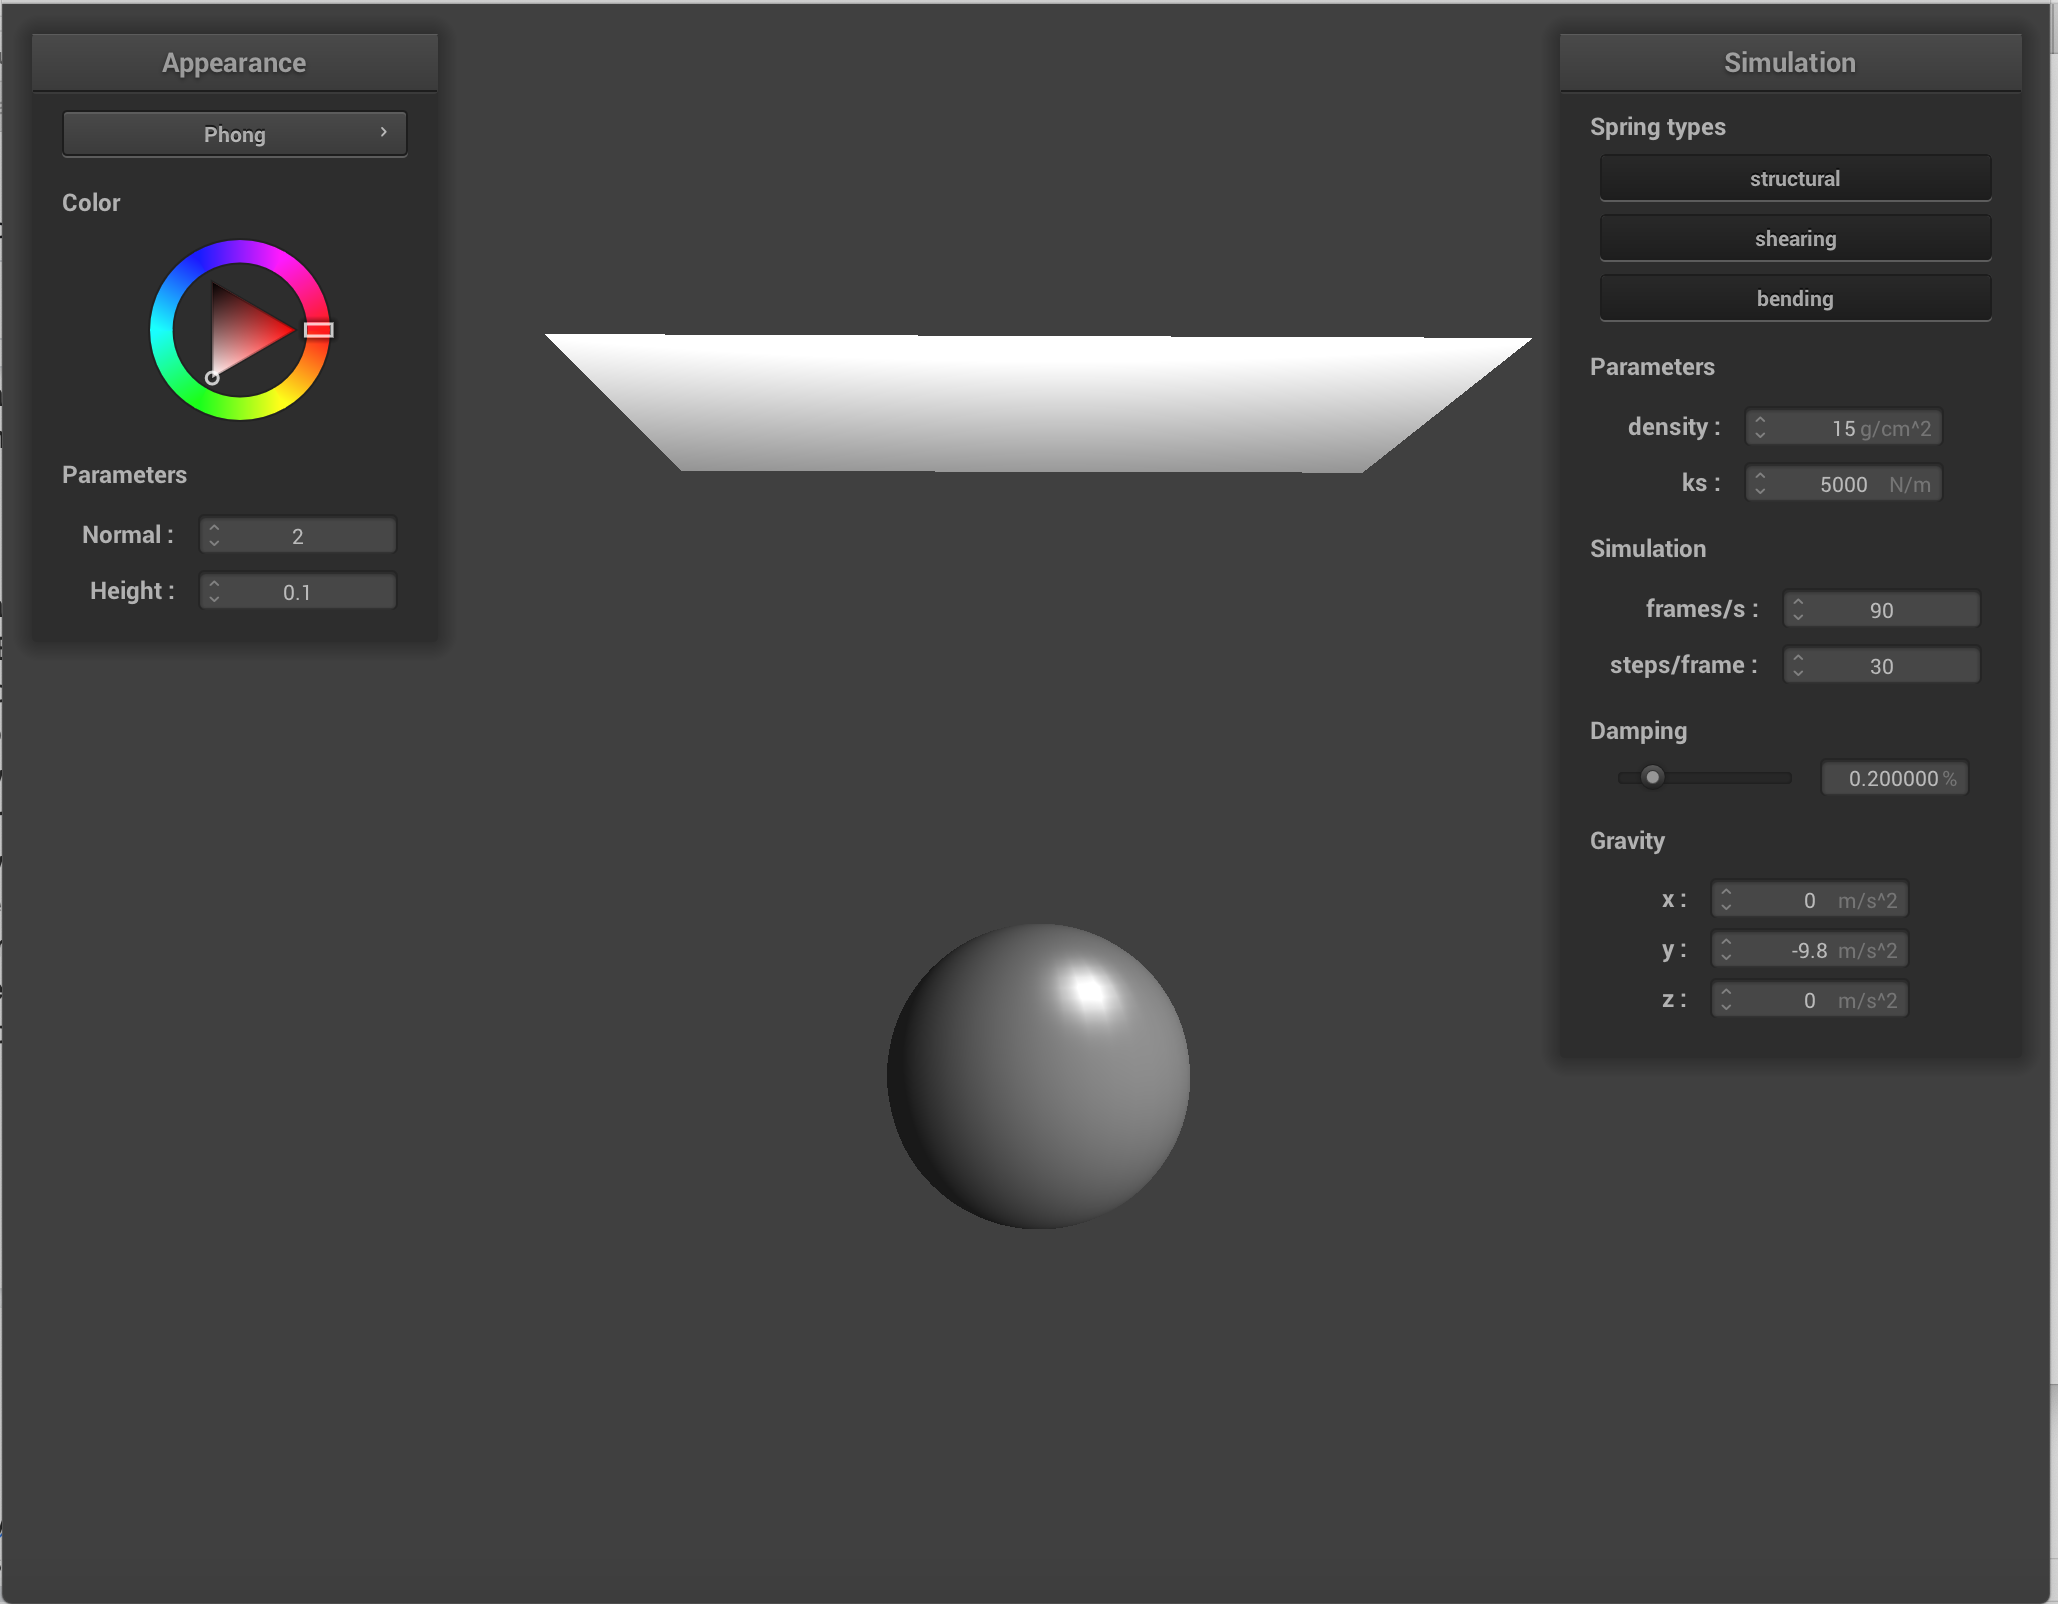 Appearance
Phong
Color
Parameters
Normal : 2
Height : 0.1
Simulation
Spring types
structural
shearing
bending
Parameters
density : 15 g/cm^2
ks : 5000 N/m
Simulation
frames/s : 90
steps/frame : 30
Damping
0.200000 %
Gravity
x : 0 m/s^2
y : -9.8 m/s^2
z : 0 m/s^2